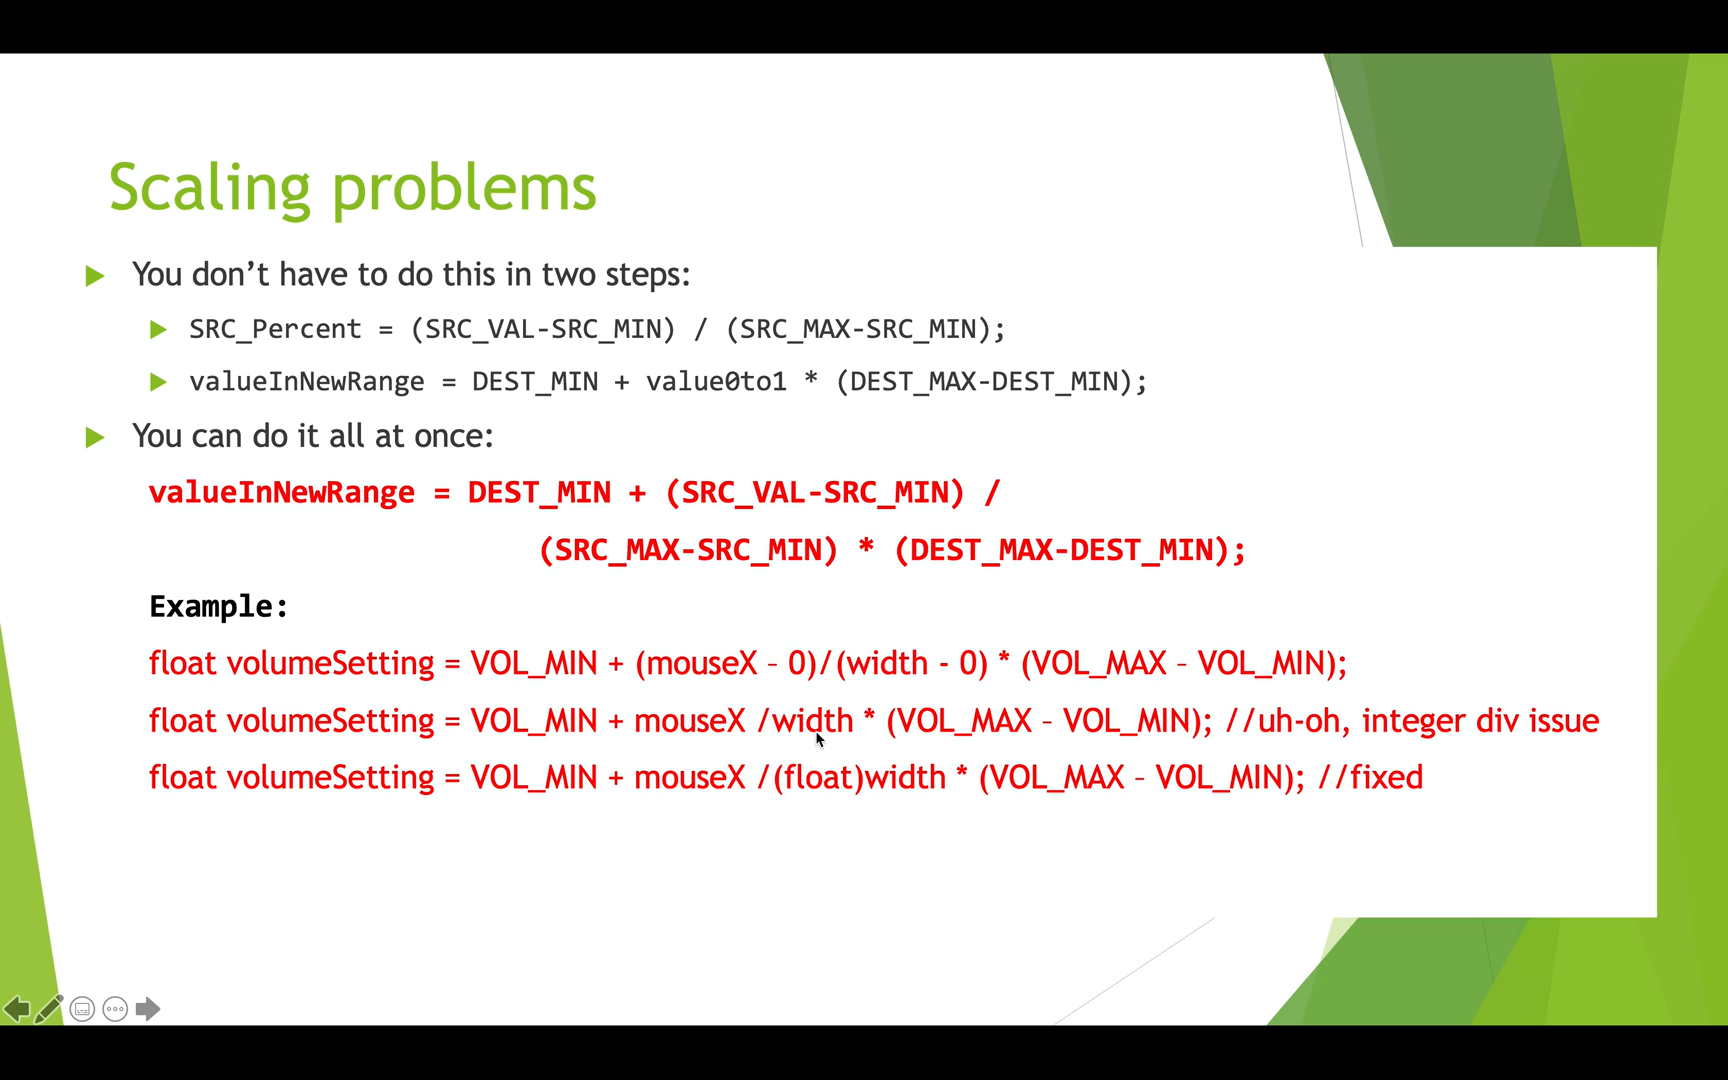 Scaling problems
You don’t have to do this in two steps:
SRC_Percent = (SRC_VAL-SRC_MIN) / (SRC_MAX-SRC_MIN);
valueInNewRange = DEST_MIN + value0to1 * (DEST_MAX-DEST_MIN);
You can do it all at once:
valueInNewRange = DEST_MIN + (SRC_VAL-SRC_MIN) /
(SRC_MAX-SRC_MIN) * (DEST_MAX-DEST_MIN);
Example:
float volumeSetting = VOL_MIN + (mouseX – 0)/(width - 0) * (VOL_MAX – VOL_MIN);
float volumeSetting = VOL_MIN + mouseX /width * (VOL_MAX – VOL_MIN); //uh-oh, integer div issue
float volumeSetting = VOL_MIN + mouseX /(float)width * (VOL_MAX – VOL_MIN); //fixed